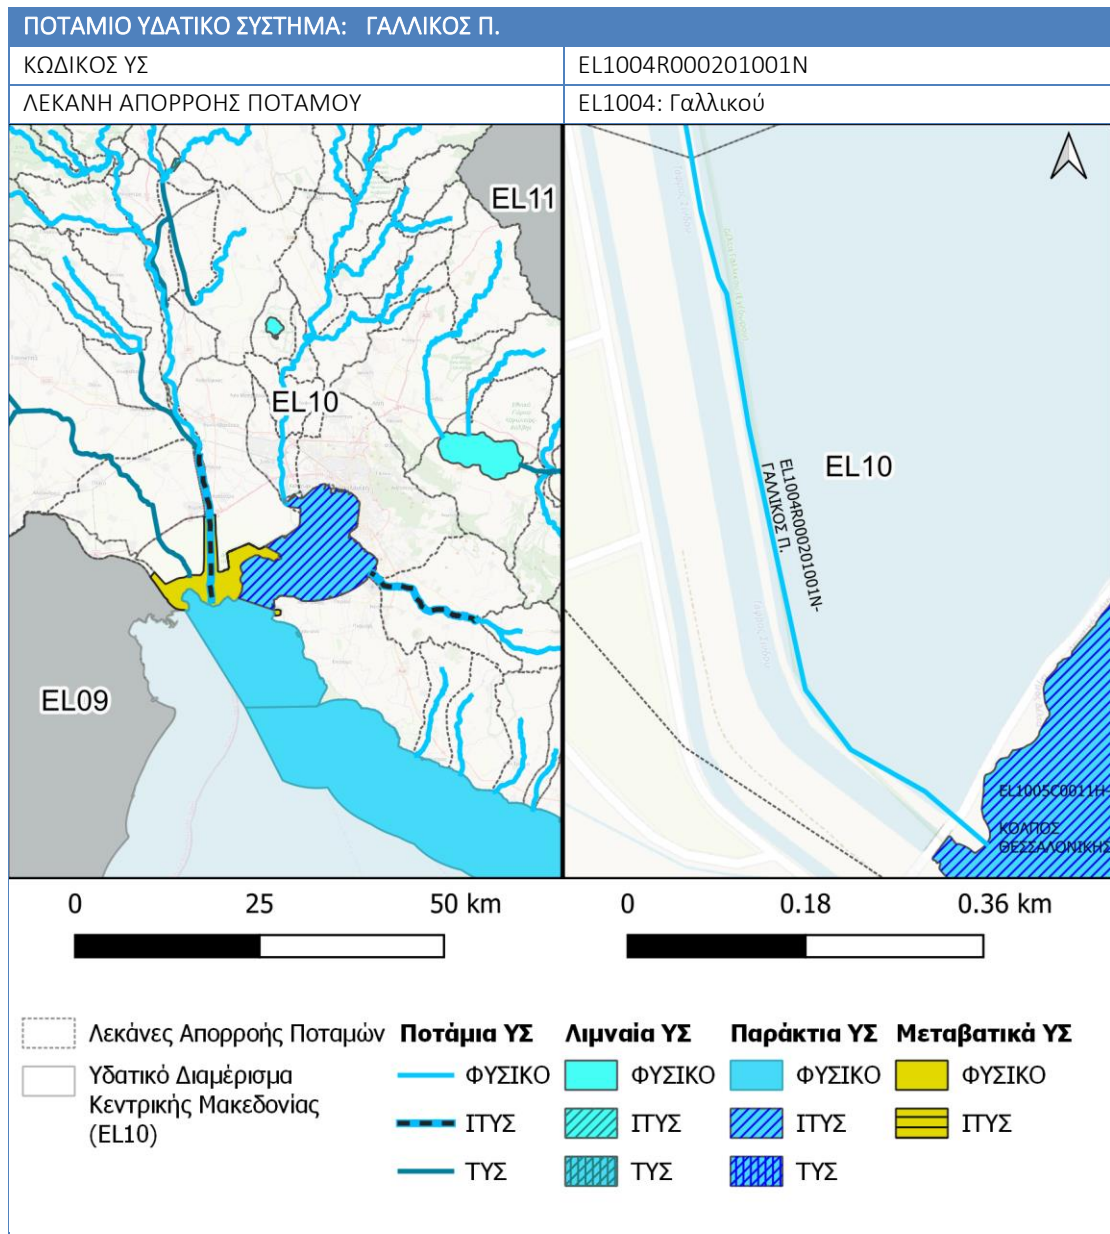 ΠΟΤΑΜΙΟ ΥΔΑΤΙΚΟ ΣΥΣΤΗΜΑ: ΓΑΛΛΙΚΟΣ Π.
ΚΩΔΙΚΟΣ ΥΣ EL1004R000201001N
ΛΕΚΑΝΗ ΑΠΟΡΡΟΗΣ ΠΟΤΑΜΟΥ EL1004: Γαλλικού
EL11
EL10
EL09
EL10
EL1004R000201001N-
ΓΑΛΛΙΚΟΣ Π.
EL1005C0011H
ΚΟΛΠΟΣ
ΘΕΣΣΑΛΟΝΙΚΗΣ
0 25 50 km
0 0.18 0.36 km
Λεκάνες Απορροής Ποταμών
Υδατικό Διαμέρισμα
Κεντρικής Μακεδονίας
(EL10)
Ποτάμια ΥΣ
ΦΥΣΙΚΟ
ΙΤΥΣ
ΤΥΣ
Λιμναία ΥΣ
ΦΥΣΙΚΟ
ΙΤΥΣ
ΤΥΣ
Παράκτια ΥΣ
ΦΥΣΙΚΟ
ΙΤΥΣ
ΤΥΣ
Μεταβατικά ΥΣ
ΦΥΣΙΚΟ
ΙΤΥΣ